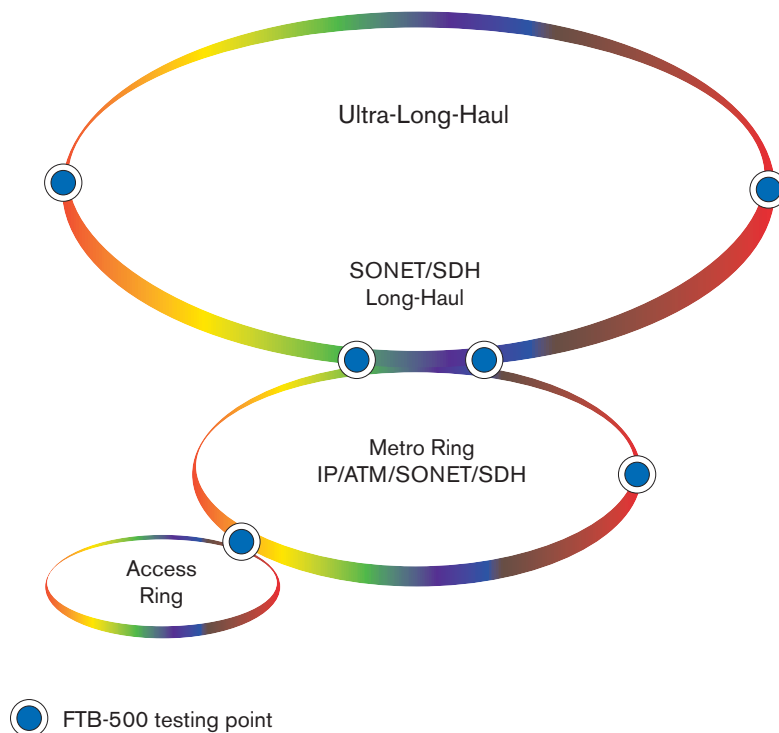 Ultra-Long-Haul
SONET/SDH
Long-Haul
Metro Ring
IP/ATM/SONET/SDH
Access
Ring
FTB-500 testing point